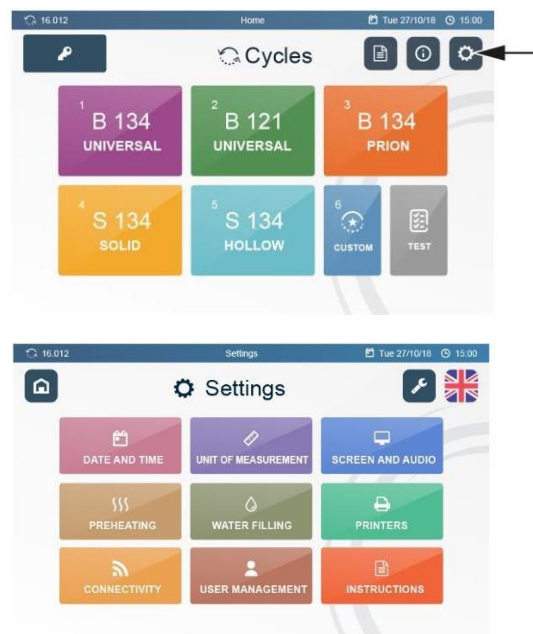 16.012 Home Tue 27/10/18 15:00
Cycles
1 2 3
B 134 B 121 B 134
UNIVERSAL UNIVERSAL PRION
4 5 6
S 134 S 134
SOLID HOLLOW CUSTOM TEST
16.012 Settings Tue 27/10/18 15:00
Settings
DATE AND TIME UNIT OF MEASUREMENT SCREEN AND AUDIO
PREHEATING WATER FILLING PRINTERS
CONNECTIVITY USER MANAGEMENT INSTRUCTIONS